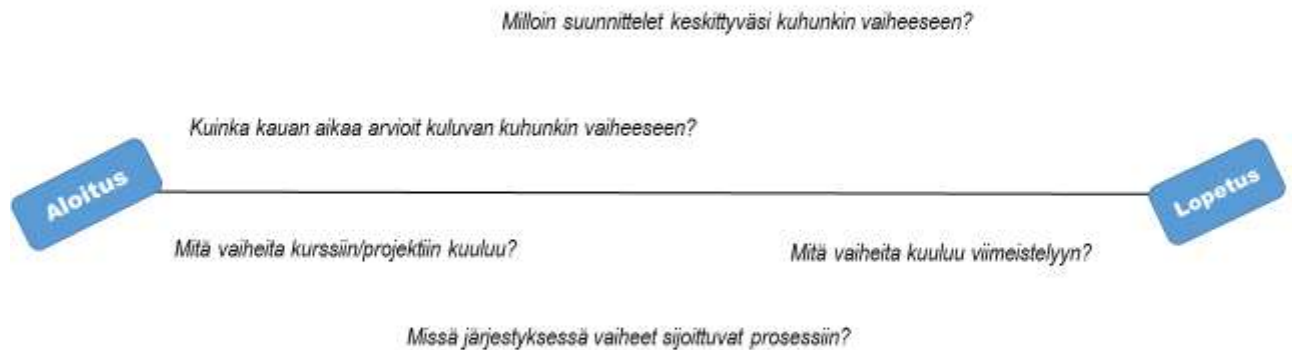 Milloin suunnittelet keskittyväsi kuhunkin vaiheeseen?
Kuinka kauan aikaa arvioit kuluvan kuhunkin vaiheeseen?
Aloitus
Lopetus
Mitä vaiheita kurssiin/projektiin kuuluu?
Mitä vaiheita kuuluu viimeistelyyn?
Missä järjestyksessä vaiheet sijoittuvat prosessiin?